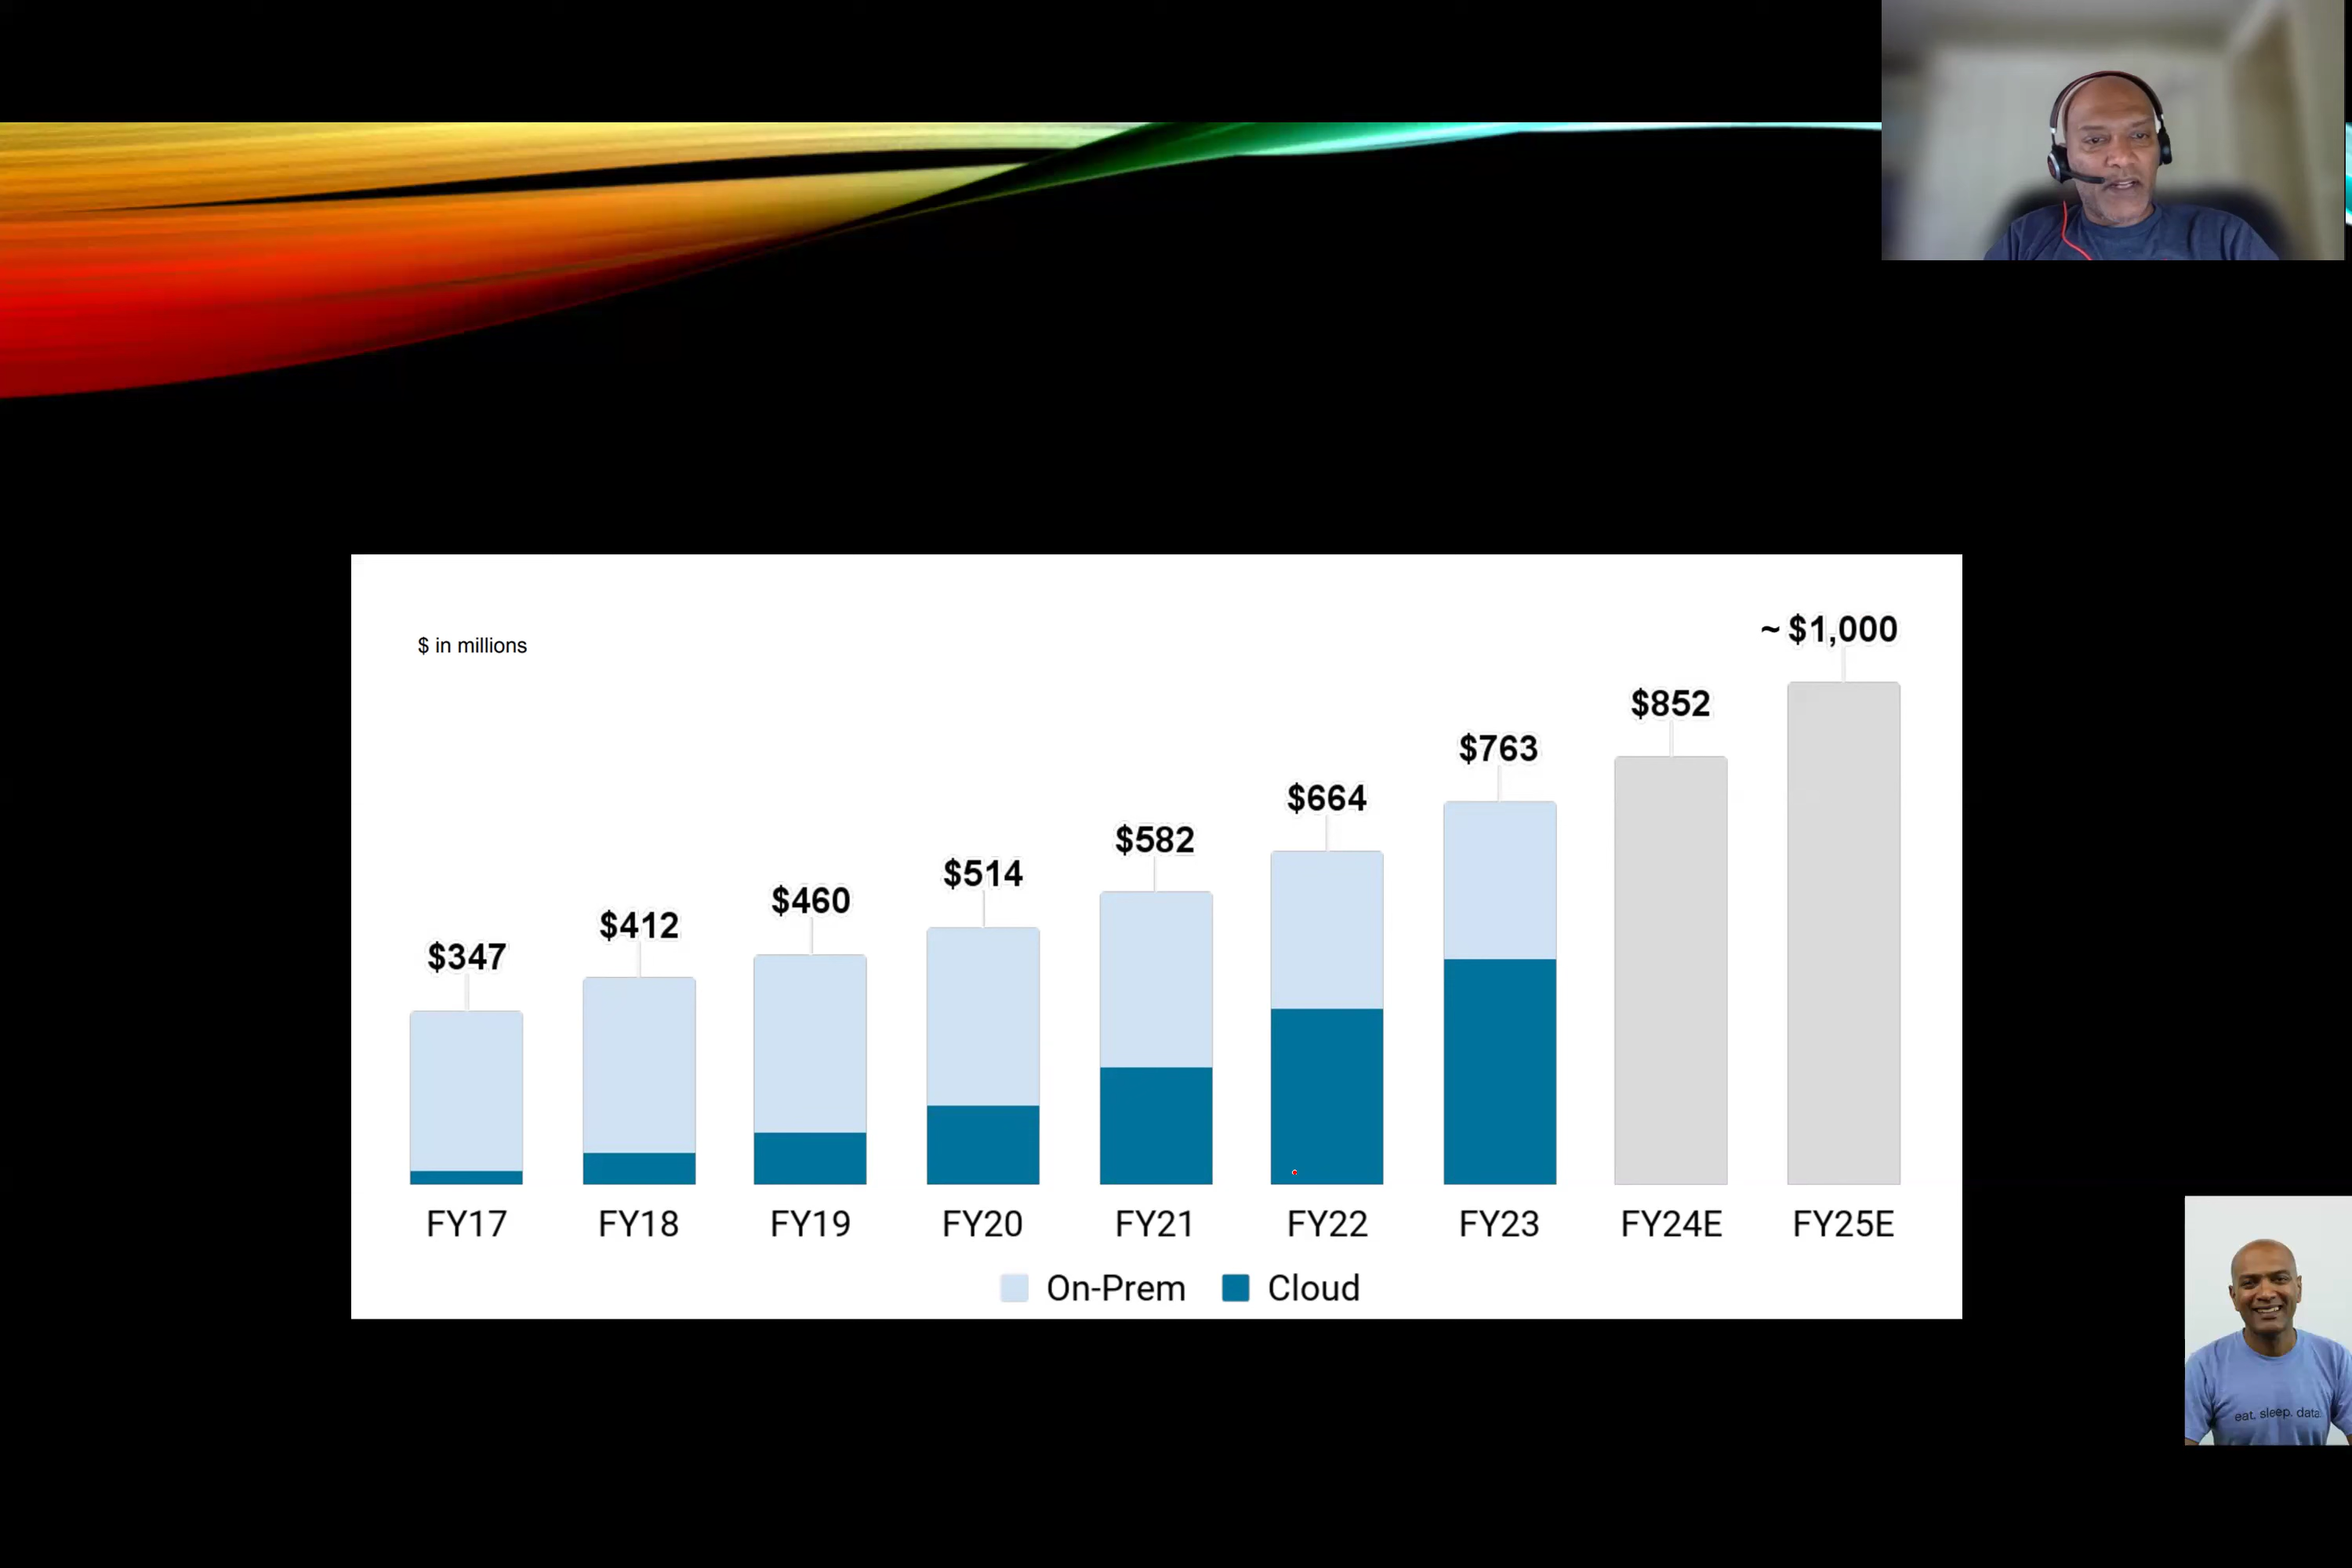 $ in millions
~ $1,000
$852
$763
$664
$582
$514
$460
$412
$347
FY17 FY18 FY19 FY20 FY21 FY22 FY23 FY24E FY25E
On-Prem Cloud
eat. sleep. data.